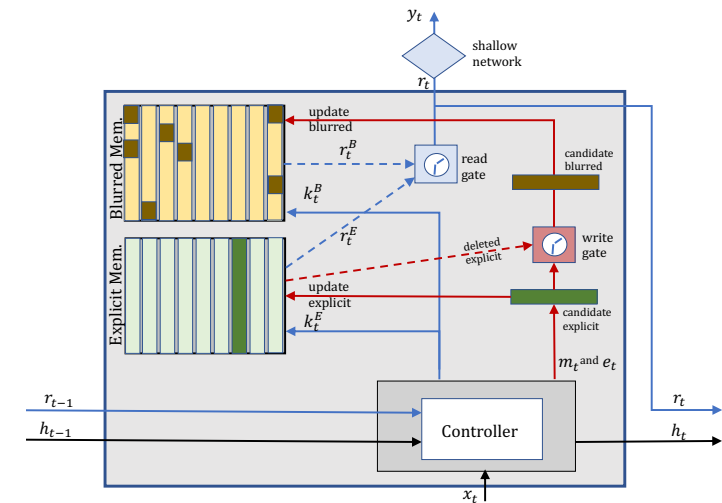 y_t
shallow
network
r_t
update
blurred
Blurred Mem.
r_t^B
read
gate
candidate
blurred
k_t^B
r_t^E
deleted
explicit
write
gate
Explicit Mem.
update
explicit
candidate
explicit
k_t^E
m_t and e_t
r_{t-1}
r_t
h_{t-1}
Controller
h_t
x_t